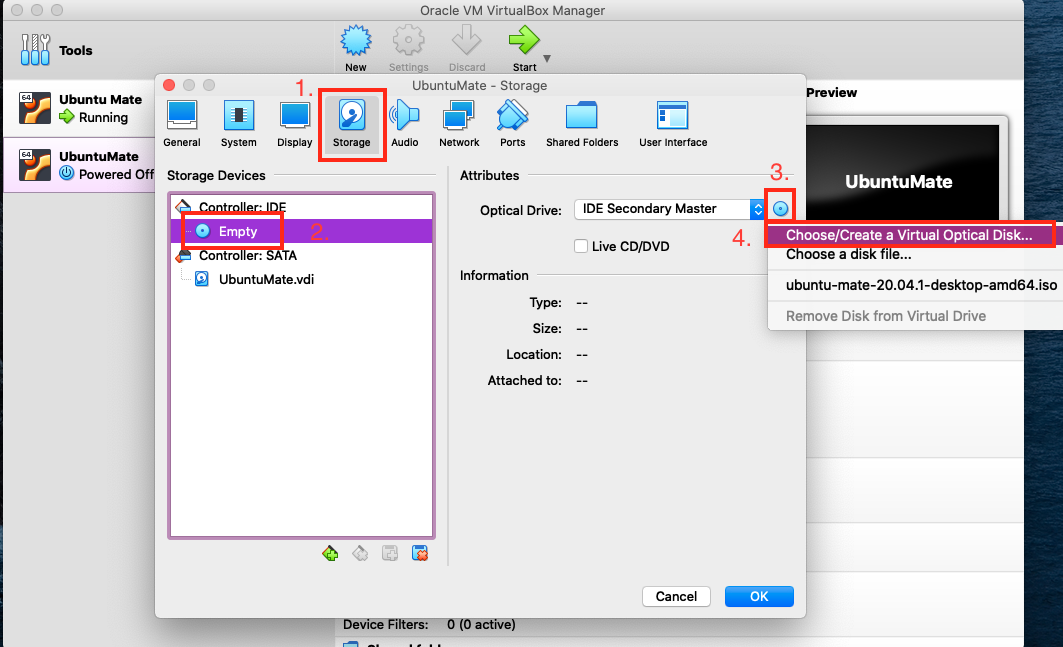 Oracle VM VirtualBox Manager
Tools
New
Settings
Discard
Start
64
Ubuntu Mate
Running
64
UbuntuMate
Powered Off
UbuntuMate - Storage
1.
General
System
Display
Storage
Audio
Network
Ports
Shared Folders
User Interface
Preview
UbuntuMate
Storage Devices
Controller: IDE
Empty
2.
Controller: SATA
UbuntuMate.vdi
Attributes
3.
Optical Drive:
IDE Secondary Master
4.
Live CD/DVD
Choose/Create a Virtual Optical Disk...
Choose a disk file...
ubuntu-mate-20.04.1-desktop-amd64.iso
Remove Disk from Virtual Drive
Information
Type: --
Size: --
Location: --
Attached to: --
Cancel
OK
Device Filters: 0 (0 active)